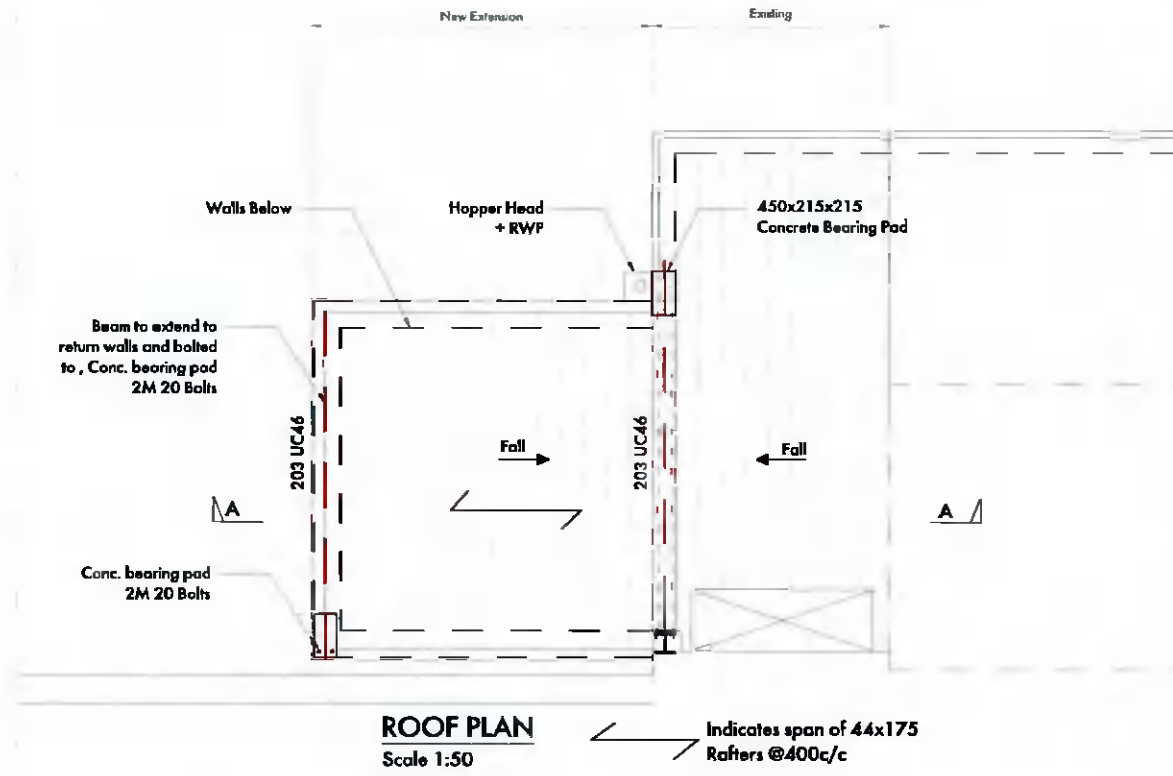 New Extension
Existing
Walls Below
Hopper Head
+ RWP
450x215x215
Concrete Bearing Pad
Beam to extend to
return walls and bolted
to , Conc. bearing pad
2M 20 Bolts
203 UC46
203 UC46
Fall
Fall
A
A
Conc. bearing pad
2M 20 Bolts
ROOF PLAN
Scale 1:50
Indicates span of 44x175
Rafters @400c/c